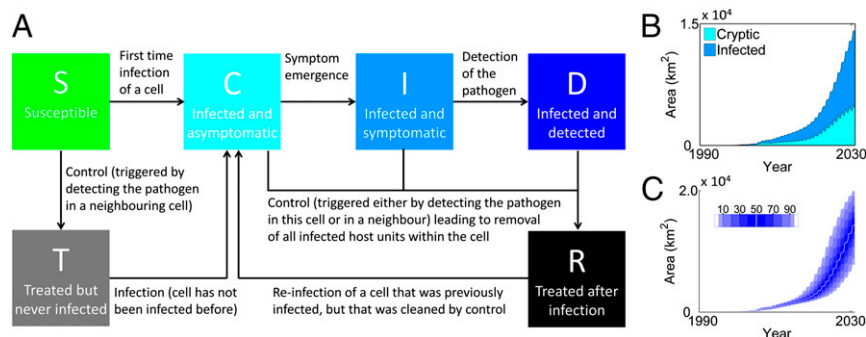 A
S
Susceptible
First time
infection
of a cell
C
Infected and
asymptomatic
Symptom
emergence
I
Infected and
symptomatic
Detection
of the
pathogen
D
Infected and
detected
Control (triggered by
detecting the pathogen
in a neighbouring cell)
Control (triggered either by detecting the pathogen
in this cell or in a neighbour) leading to removal
of all infected host units within the cell
T
Treated but
never infected
Infection (cell has not
been infected before)
Re-infection of a cell that was previously
infected, but that was cleaned by control
R
Treated after
infection
B
x 10⁴
1.5
Cryptic
Infected
Area (km²)
0
1990
2030
Year
C
x 10⁴
2.0
10 30 50 70 90
Area (km²)
0
1990
2030
Year